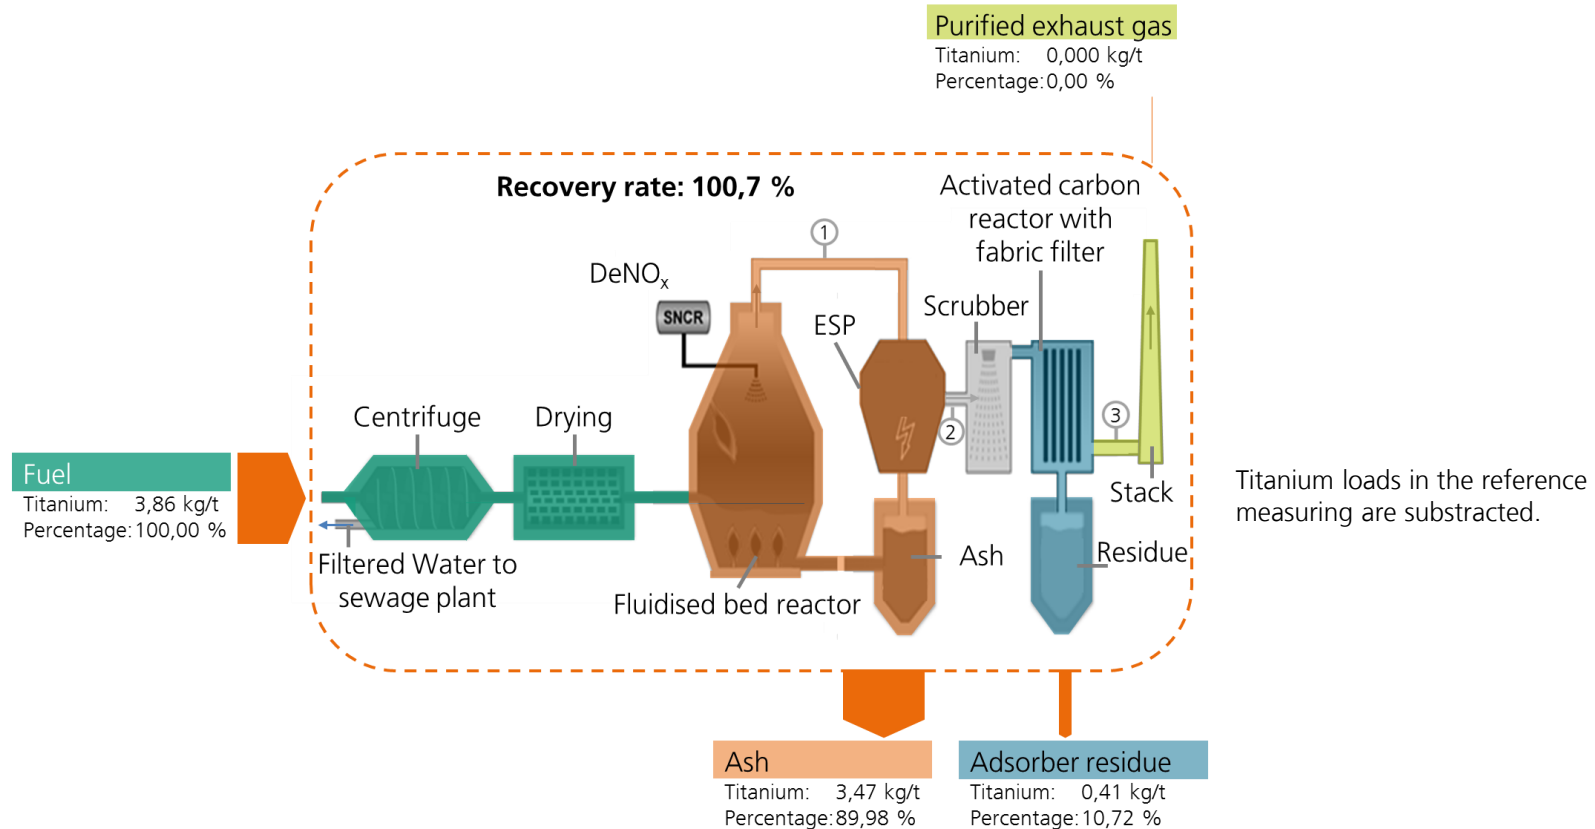 Purified exhaust gas
Titanium: 0,000 kg/t
Percentage: 0,00 %
Recovery rate: 100,7 %
Activated carbon
reactor with
fabric filter
1
DeNOx
SNCR
ESP
Scrubber
Centrifuge
Drying
2
3
Fuel
Titanium: 3,86 kg/t
Percentage: 100,00 %
Stack
Titanium loads in the reference
measuring are substracted.
Filtered Water to
sewage plant
Fluidised bed reactor
Ash
Residue
Ash
Titanium: 3,47 kg/t
Percentage: 89,98 %
Adsorber residue
Titanium: 0,41 kg/t
Percentage: 10,72 %